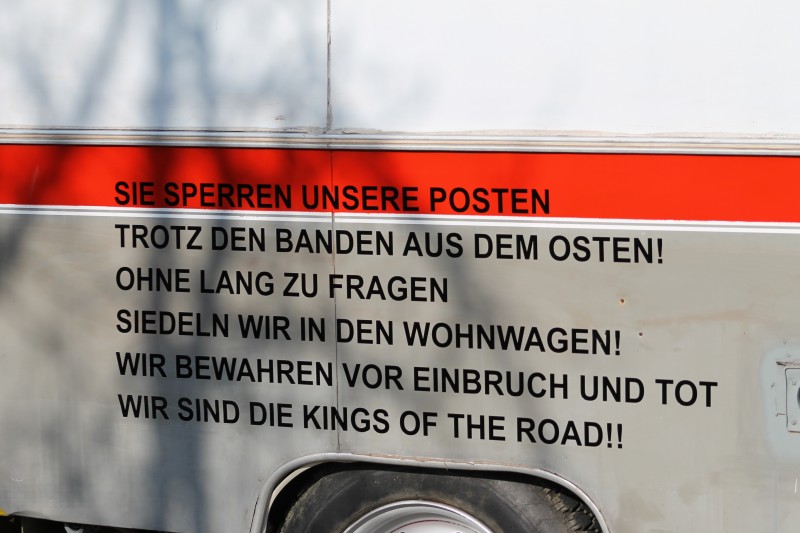 SIE SPERREN UNSERE POSTEN
TROTZ DEN BANDEN AUS DEM OSTEN!
OHNE LANG ZU FRAGEN
SIEDELN WIR IN DEN WOHNWAGEN!
WIR BEWAHREN VOR EINBRUCH UND TOT
WIR SIND DIE KINGS OF THE ROAD!!